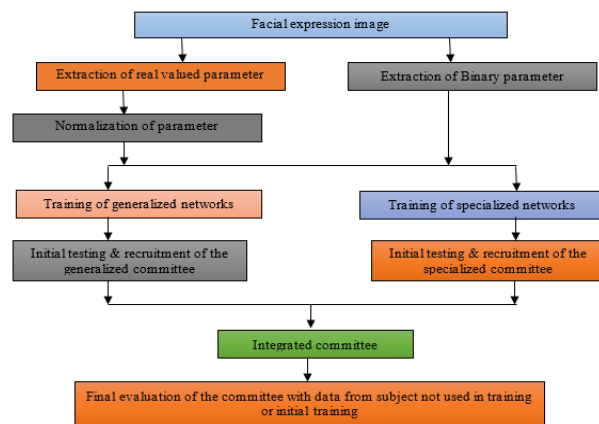 Facial expression image
Extraction of real valued parameter
Extraction of Binary parameter
Normalization of parameter
Training of generalized networks
Training of specialized networks
Initial testing & recruitment of the
generalized committee
Initial testing & recruitment of the
specialized committee
Integrated committee
Final evaluation of the committee with data from subject not used in training
or initial training